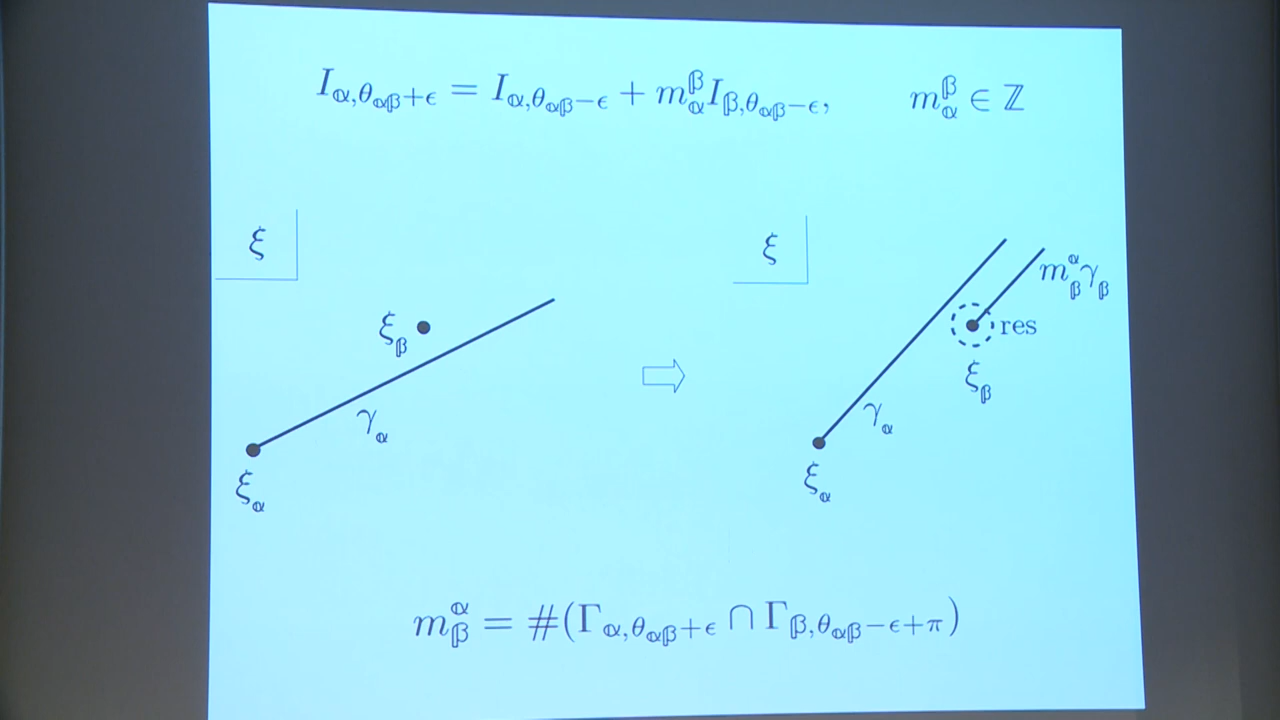 I_{α,θ_{αβ}+ϵ} = I_{α,θ_{αβ}−ϵ} + m_α^β I_{β,θ_{αβ}−ϵ}, m_α^β ∈ ℤ
ξ
ξ_β
γ_α
ξ_α
ξ
m_β^α γ_β
res
ξ_β
γ_α
ξ_α
m_β^α = #(Γ_{α,θ_{αβ}+ϵ} ∩ Γ_{β,θ_{αβ}−ϵ+π})